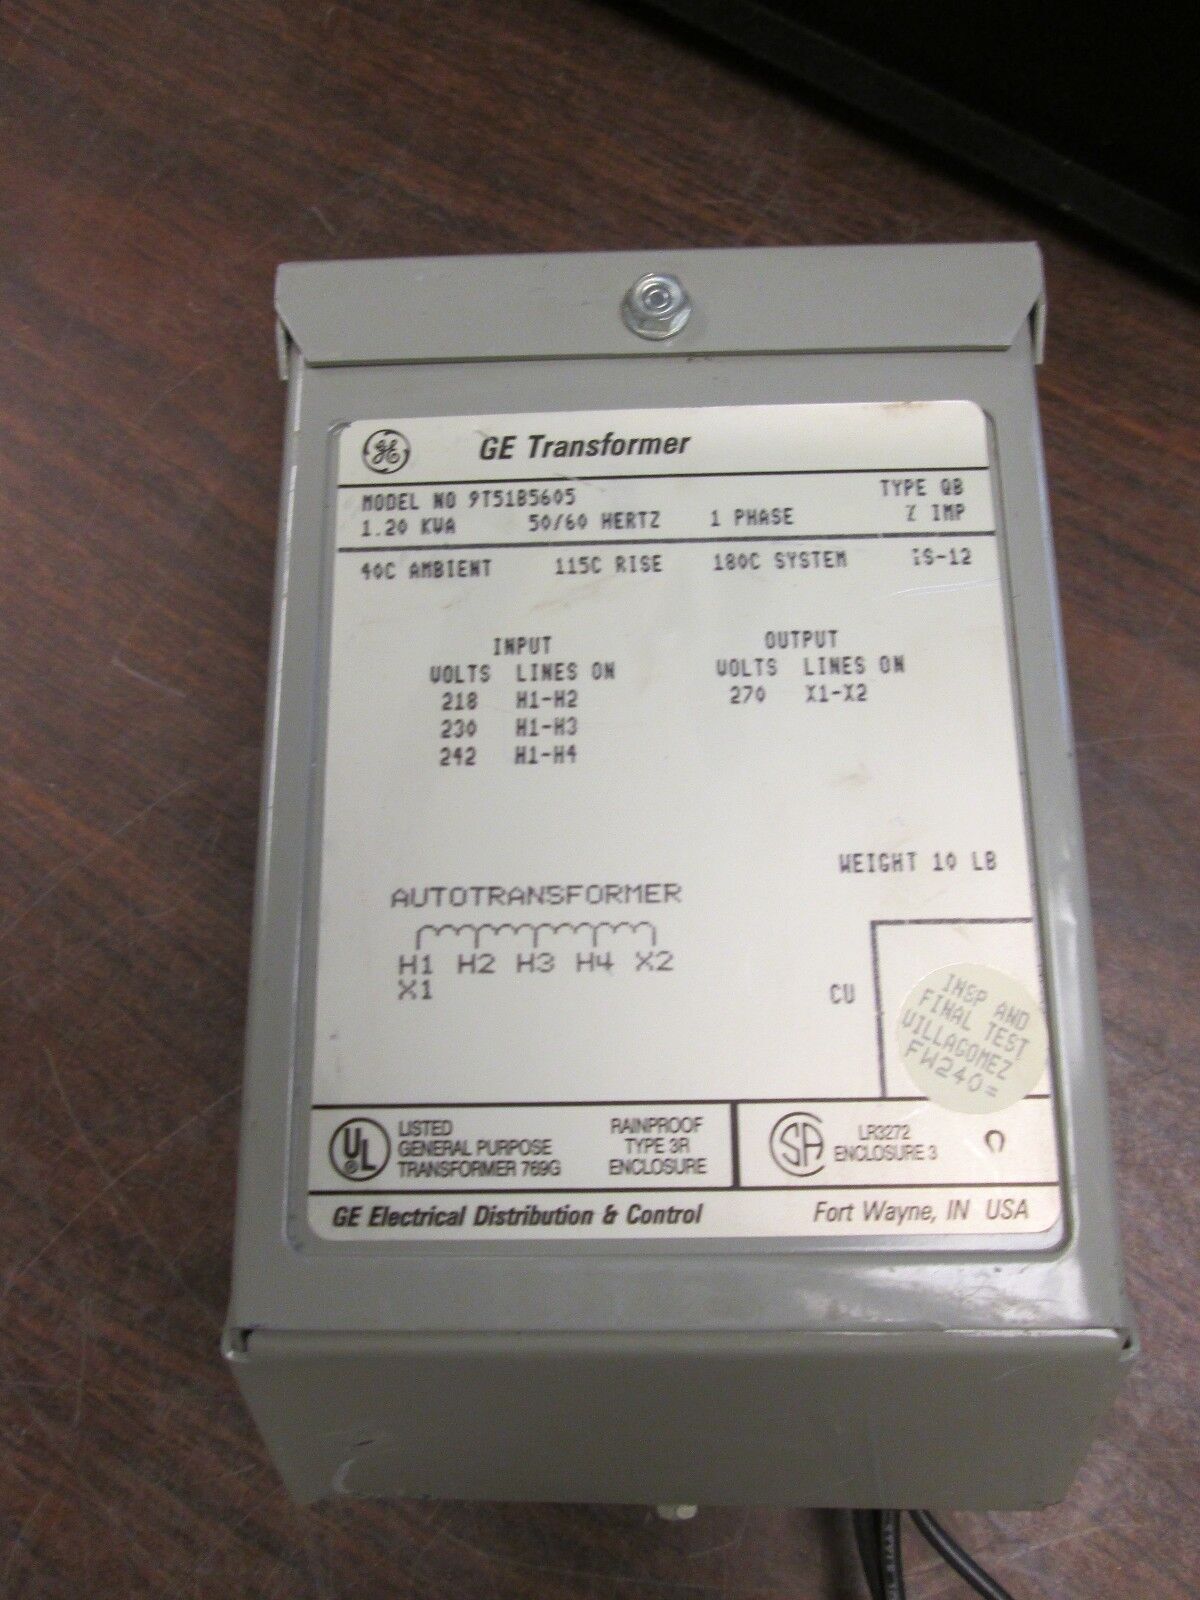 GE GE Transformer
MODEL NO 9T51B5605 TYPE QB
1.20 KVA 50/60 HERTZ 1 PHASE % IMP
40C AMBIENT 115C RISE 180C SYSTEM IS-12
INPUT OUTPUT
VOLTS LINES ON VOLTS LINES ON
218 H1-H2 270 X1-X2
230 H1-H3
242 H1-H4
WEIGHT 10 LB
AUTOTRANSFORMER
H1 H2 H3 H4 X2
X1
CU
INSP AND
FINAL TEST
VILLAGOMEZ
FW240=
UL LISTED RAINPROOF
GENERAL PURPOSE TYPE 3R
TRANSFORMER 769G ENCLOSURE
SA LR3272
ENCLOSURE 3
GE Electrical Distribution & Control Fort Wayne, IN USA